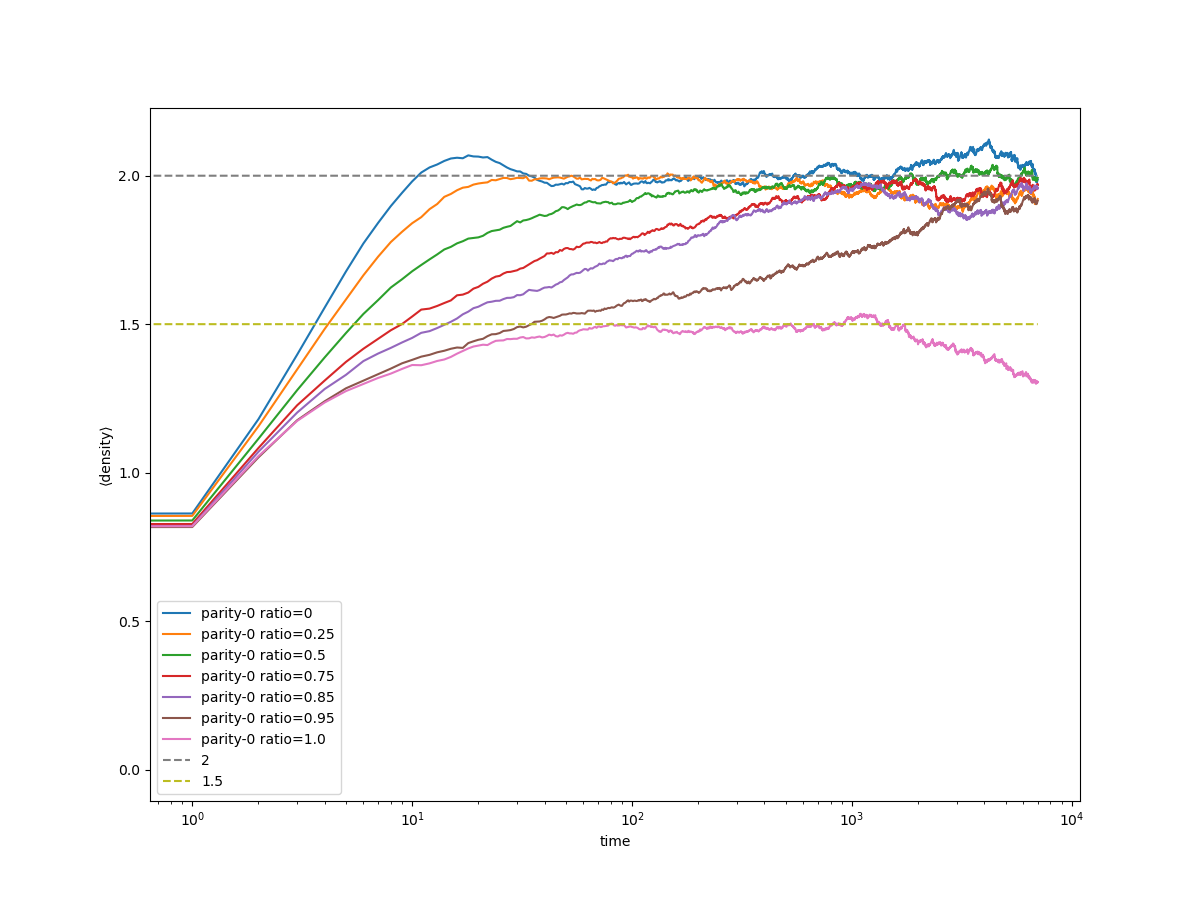 2.0
1.5
1.0
0.5
0.0
⟨density⟩
parity-0 ratio=0
parity-0 ratio=0.25
parity-0 ratio=0.5
parity-0 ratio=0.75
parity-0 ratio=0.85
parity-0 ratio=0.95
parity-0 ratio=1.0
2
1.5
10⁰ 10¹ 10² 10³ 10⁴
time